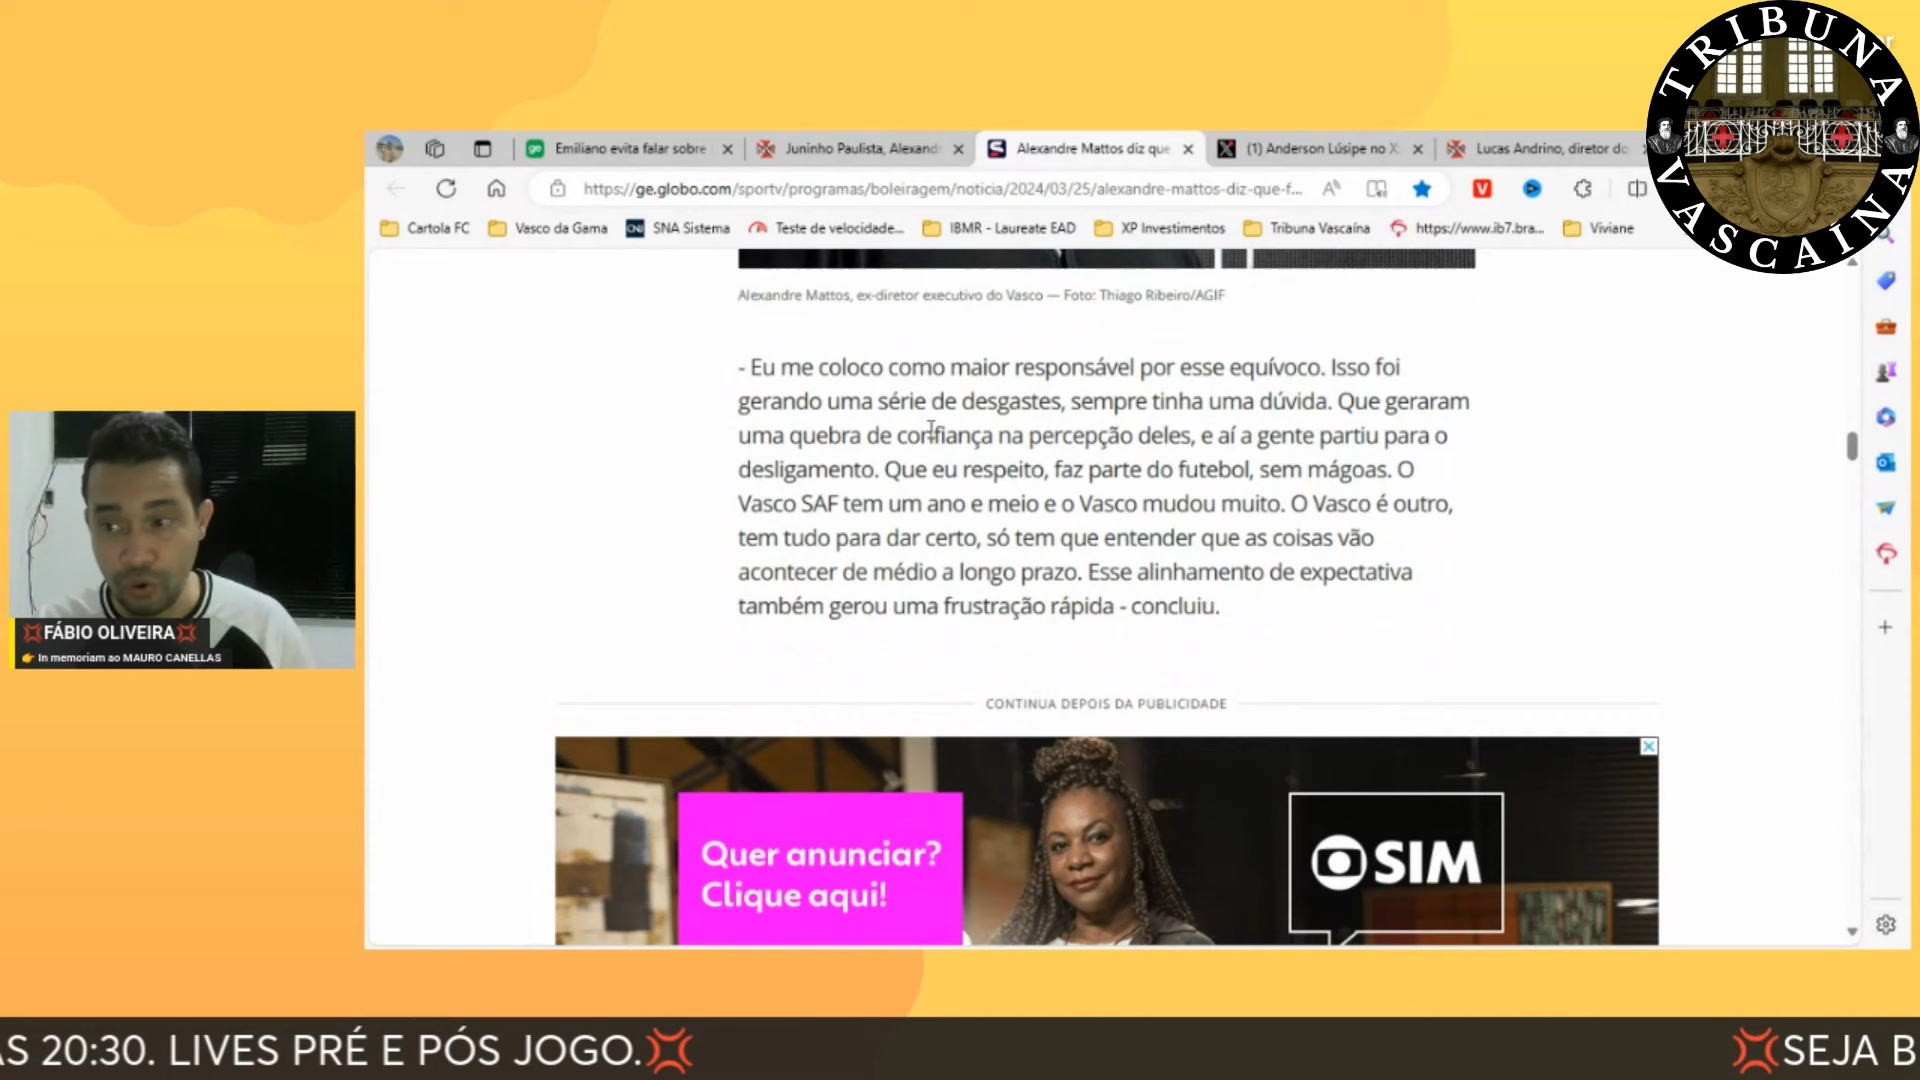 TRIBUNA VASCAINA
Emiliano evita falar sobre
Juninho Paulista, Alexand
Alexandre Mattos diz que
(1) Anderson Lúsipe no X
Lucas Andrino, diretor do
https://ge.globo.com/sportv/programas/boleiragem/noticia/2024/03/25/alexandre-mattos-diz-que-f...
Cartola FC
Vasco da Gama
SNA Sistema
Teste de velocidade...
IBMR - Laureate EAD
XP Investimentos
Tribuna Vascaína
https://www.ib7.bra...
Viviane
Alexandre Mattos, ex-diretor executivo do Vasco — Foto: Thiago Ribeiro/AGIF
- Eu me coloco como maior responsável por esse equívoco. Isso foi
gerando uma série de desgastes, sempre tinha uma dúvida. Que geraram
uma quebra de confiança na percepção deles, e aí a gente partiu para o
desligamento. Que eu respeito, faz parte do futebol, sem mágoas. O
Vasco SAF tem um ano e meio e o Vasco mudou muito. O Vasco é outro,
tem tudo para dar certo, só tem que entender que as coisas vão
acontecer de médio a longo prazo. Esse alinhamento de expectativa
também gerou uma frustração rápida - concluiu.
FÁBIO OLIVEIRA
In memoriam ao MAURO CANELLAS
CONTINUA DEPOIS DA PUBLICIDADE
Quer anunciar?
Clique aqui!
SIM
AS 20:30. LIVES PRÉ E PÓS JOGO.
SEJA B